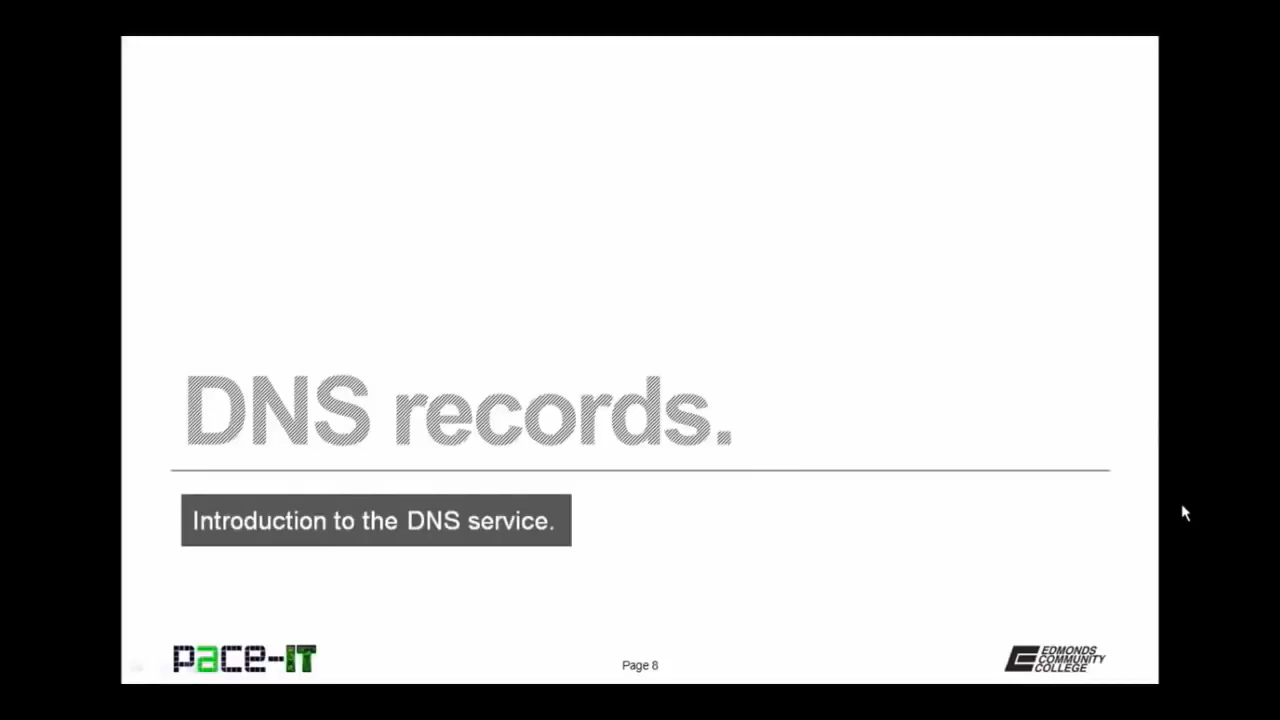 DNS records.
Introduction to the DNS service.
pace-IT
Page 8
EDMONDS
COMMUNITY
COLLEGE